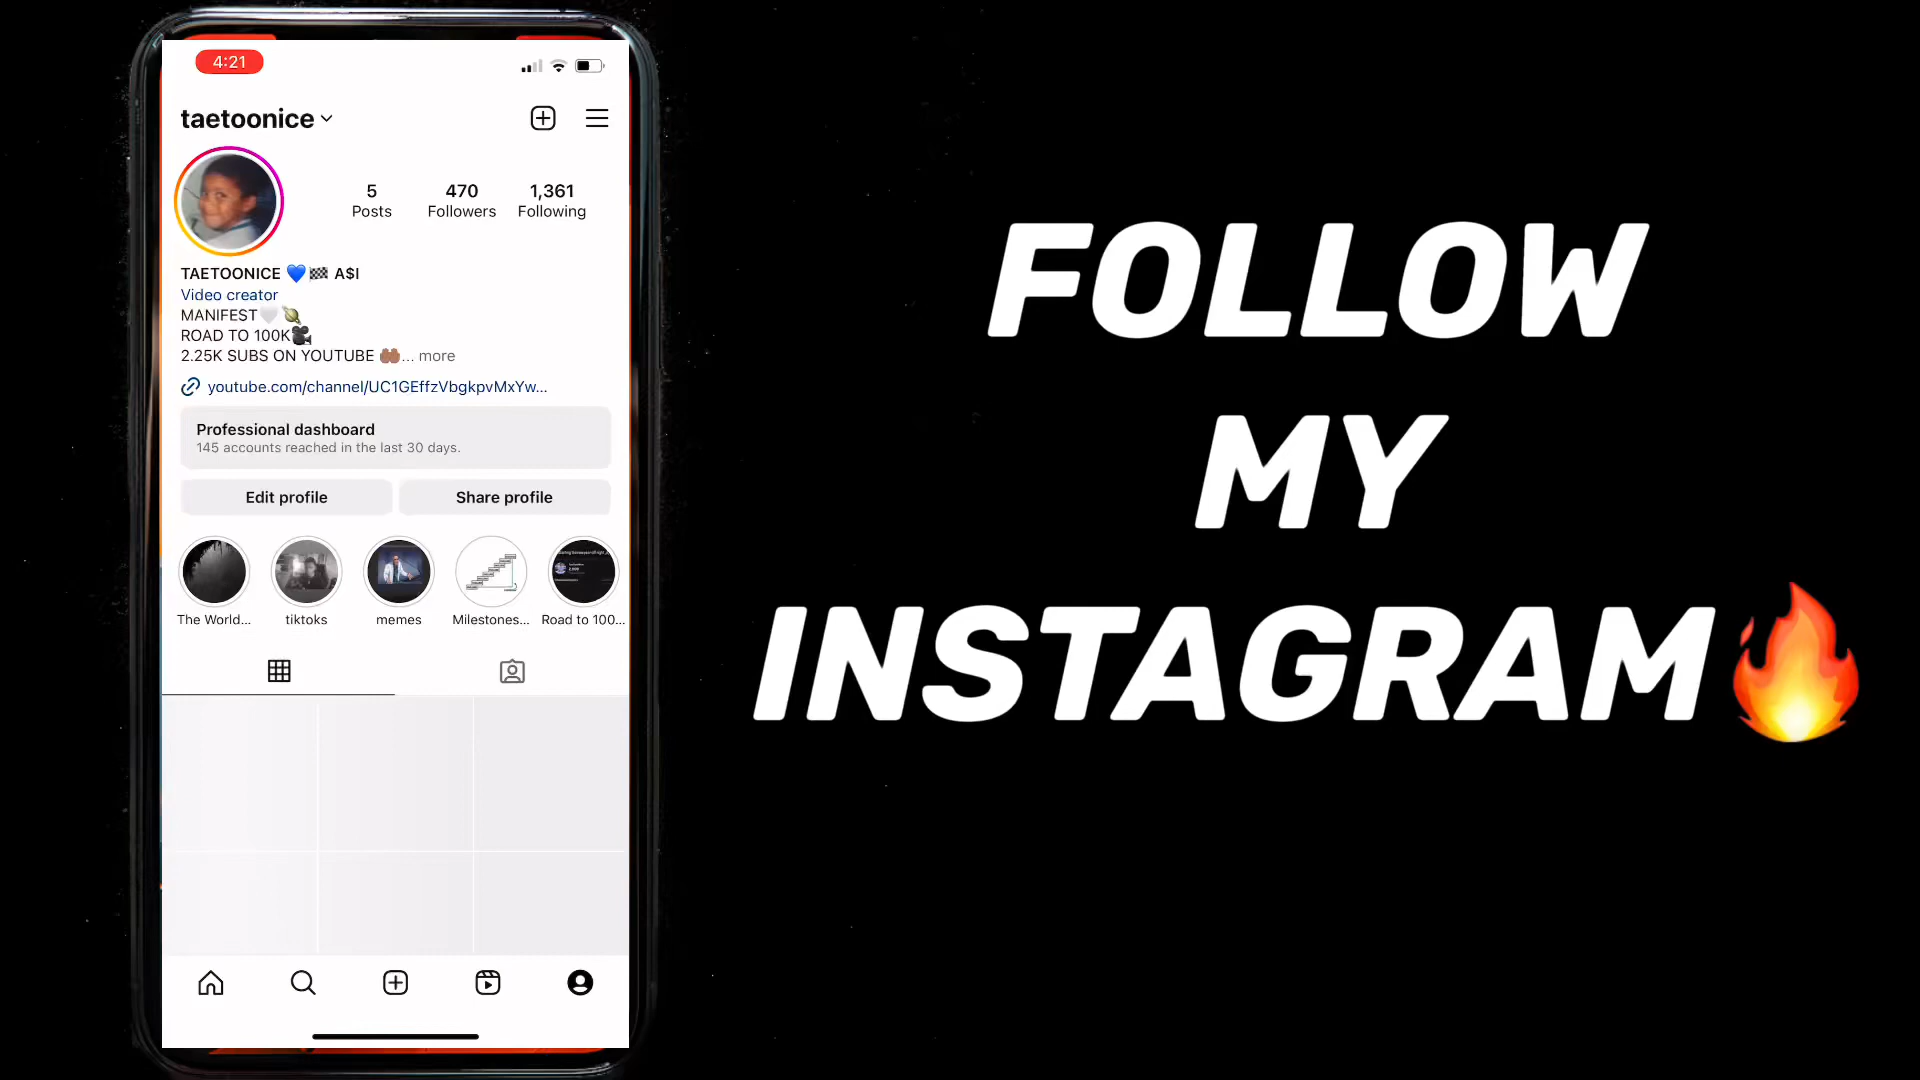 4:21
taetoonice
5
Posts
470
Followers
1,361
Following
TAETOONICE 💙🏁 A$I
Video creator
MANIFEST🤍🪐
ROAD TO 100K🎥
2.25K SUBS ON YOUTUBE 🤲🏾... more
youtube.com/channel/UC1GEffzVbgkpvMxYw...
Professional dashboard
145 accounts reached in the last 30 days.
Edit profile
Share profile
The World...
tiktoks
memes
Milestones...
Road to 100...
FOLLOW
MY
INSTAGRAM🔥